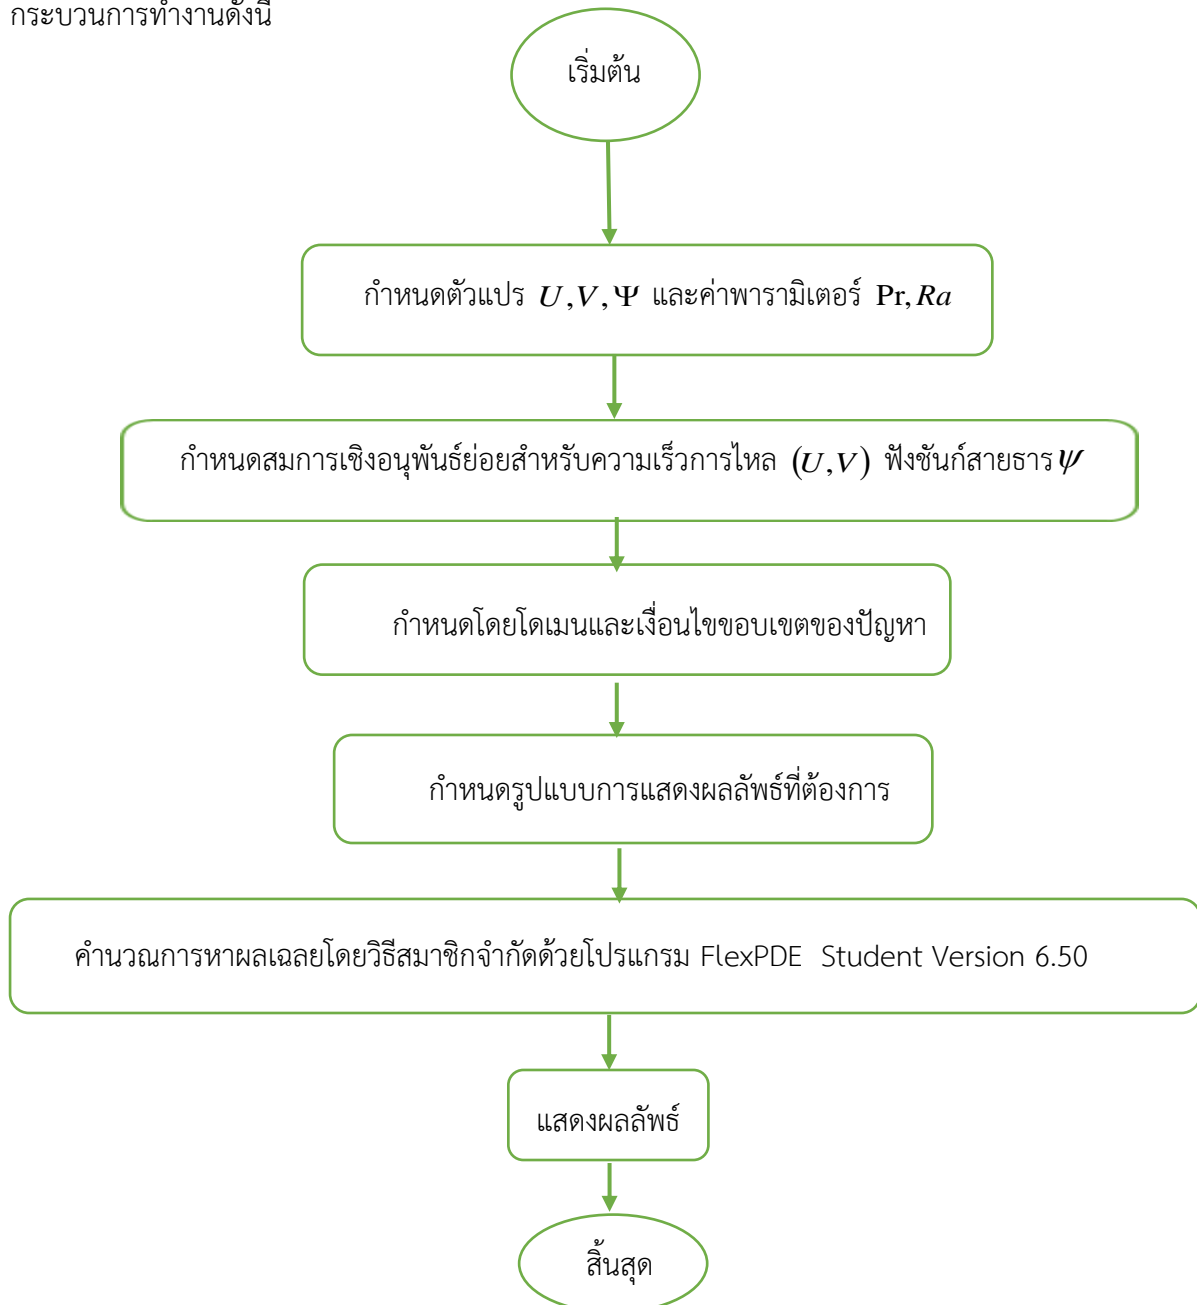 กระบวนการทำงานดังนี้
เริ่มต้น
กำหนดตัวแปร U,V,Ψ และค่าพารามิเตอร์ Pr,Ra
กำหนดสมการเชิงอนุพันธ์ย่อยสำหรับความเร็วการไหล (U,V) ฟังชันก์สายธารψ
กำหนดโดยโดเมนและเงื่อนไขขอบเขตของปัญหา
กำหนดรูปแบบการแสดงผลลัพธ์ที่ต้องการ
คำนวณการหาผลเฉลยโดยวิธีสมาชิกจำกัดด้วยโปรแกรม FlexPDE Student Version 6.50
แสดงผลลัพธ์
สิ้นสุด